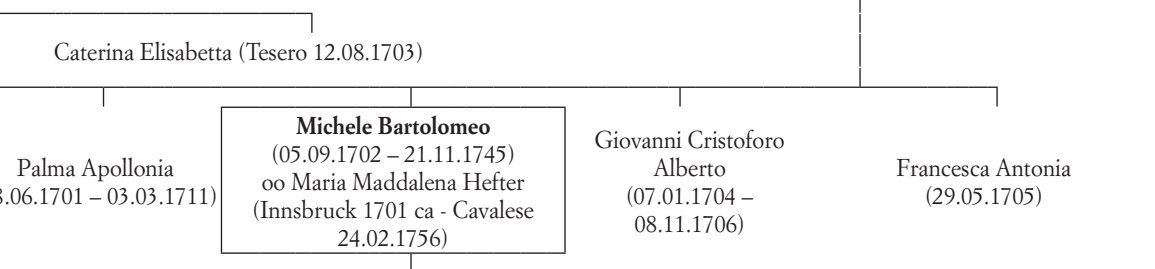 Caterina Elisabetta (Tesero 12.08.1703)
Palma Apollonia
.06.1701 – 03.03.1711)
Michele Bartolomeo
(05.09.1702 – 21.11.1745)
oo Maria Maddalena Hefter
(Innsbruck 1701 ca - Cavalese
24.02.1756)
Giovanni Cristoforo
Alberto
(07.01.1704 –
08.11.1706)
Francesca Antonia
(29.05.1705)